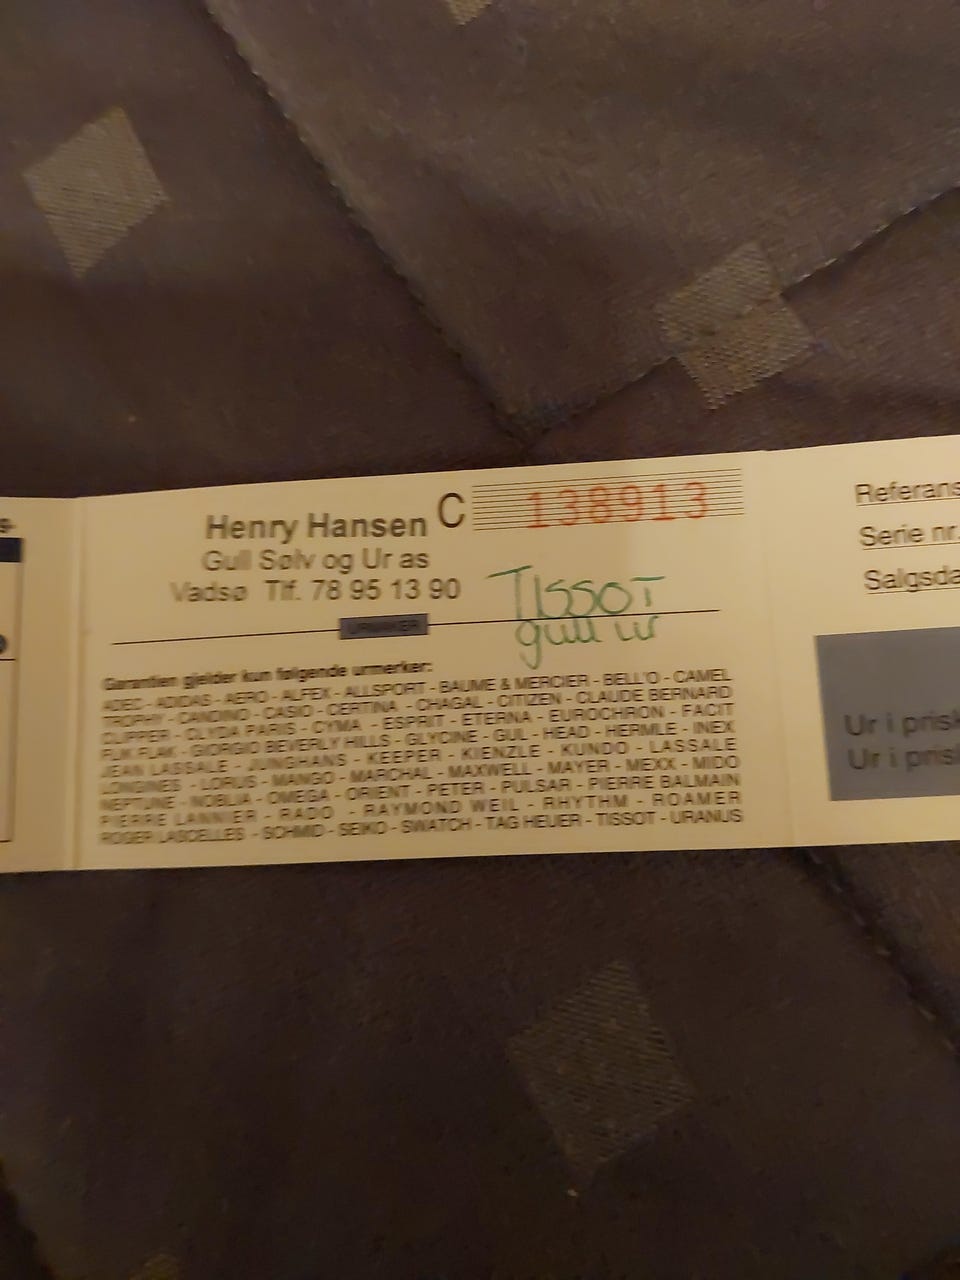 Henry Hansen C 138913
Gull Sølv og Ur as
Vadsø Tlf. 78 95 13 90
TISSOT
gull ur
URMAKER
Garantien gjelder kun følgende urmerker:
ADEC - ADIDAS - AERO - ALFEX - ALLSPORT - BAUME & MERCIER - BELL'O - CAMEL
TROPHY - CANDINO - CASIO - CERTINA - CHAGAL - CITIZEN - CLAUDE BERNARD
CLIPPER - CLYDA PARIS - CYMA - ESPRIT - ETERNA - EUROCHRON - FACIT
FLIK FLAK - GIORGIO BEVERLY HILLS - GLYCINE - GUL - HEAD - HERMLE - INEX
JEAN LASSALE - JUNGHANS - KEEPER - KIENZLE - KUNDO - LASSALE
LONGINES - LORUS - MANGO - MARCHAL - MAXWELL - MAYER - MEXX - MIDO
NEPTUNE - NOBLIA - OMEGA - ORIENT - PETER - PULSAR - PIERRE BALMAIN
PIERRE LANNIER - RADO - RAYMOND WEIL - RHYTHM - ROAMER
ROGER LASCELLES - SCHMID - SEIKO - SWATCH - TAG HEUER - TISSOT - URANUS
Referans
Serie nr.
Salgsda
Ur i prisk
Ur i prisk